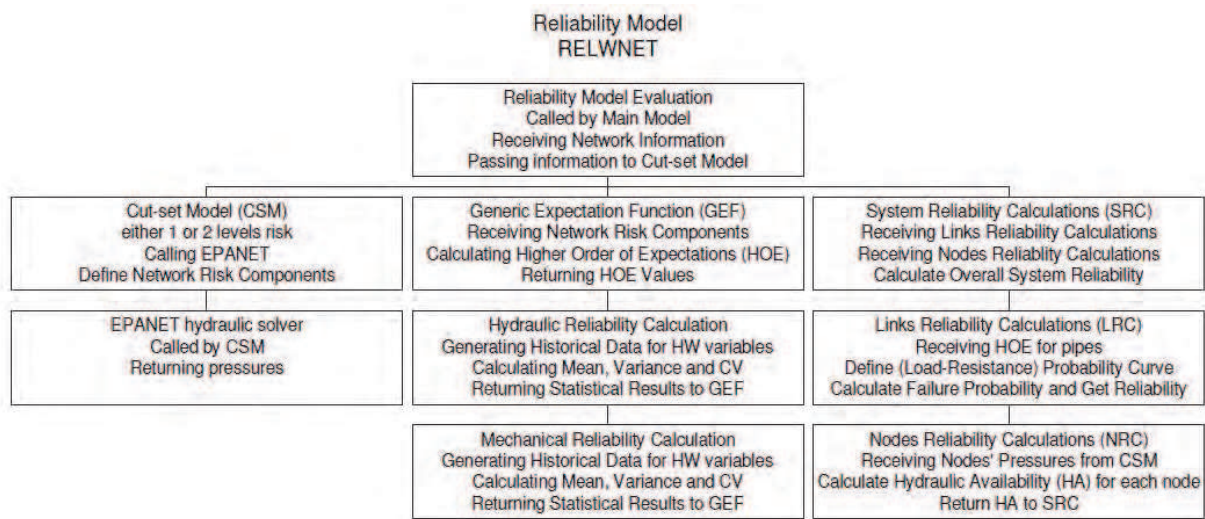 Reliability Model
RELWNET
Reliability Model Evaluation
Called by Main Model
Receiving Network Information
Passing information to Cut-set Model
Cut-set Model (CSM)
either 1 or 2 levels risk
Calling EPANET
Define Network Risk Components
Generic Expectation Function (GEF)
Receiving Network Risk Components
Calculating Higher Order of Expectations (HOE)
Returning HOE Values
System Reliability Calculations (SRC)
Receiving Links Reliability Calculations
Receiving Nodes Reliability Calculations
Calculate Overall System Reliability
EPANET hydraulic solver
Called by CSM
Returning pressures
Hydraulic Reliability Calculation
Generating Historical Data for HW variables
Calculating Mean, Variance and CV
Returning Statistical Results to GEF
Links Reliability Calculations (LRC)
Receiving HOE for pipes
Define (Load-Resistance) Probability Curve
Calculate Failure Probability and Get Reliability
Mechanical Reliability Calculation
Generating Historical Data for HW variables
Calculating Mean, Variance and CV
Returning Statistical Results to GEF
Nodes Reliability Calculations (NRC)
Receiving Nodes' Pressures from CSM
Calculate Hydraulic Availability (HA) for each node
Return HA to SRC